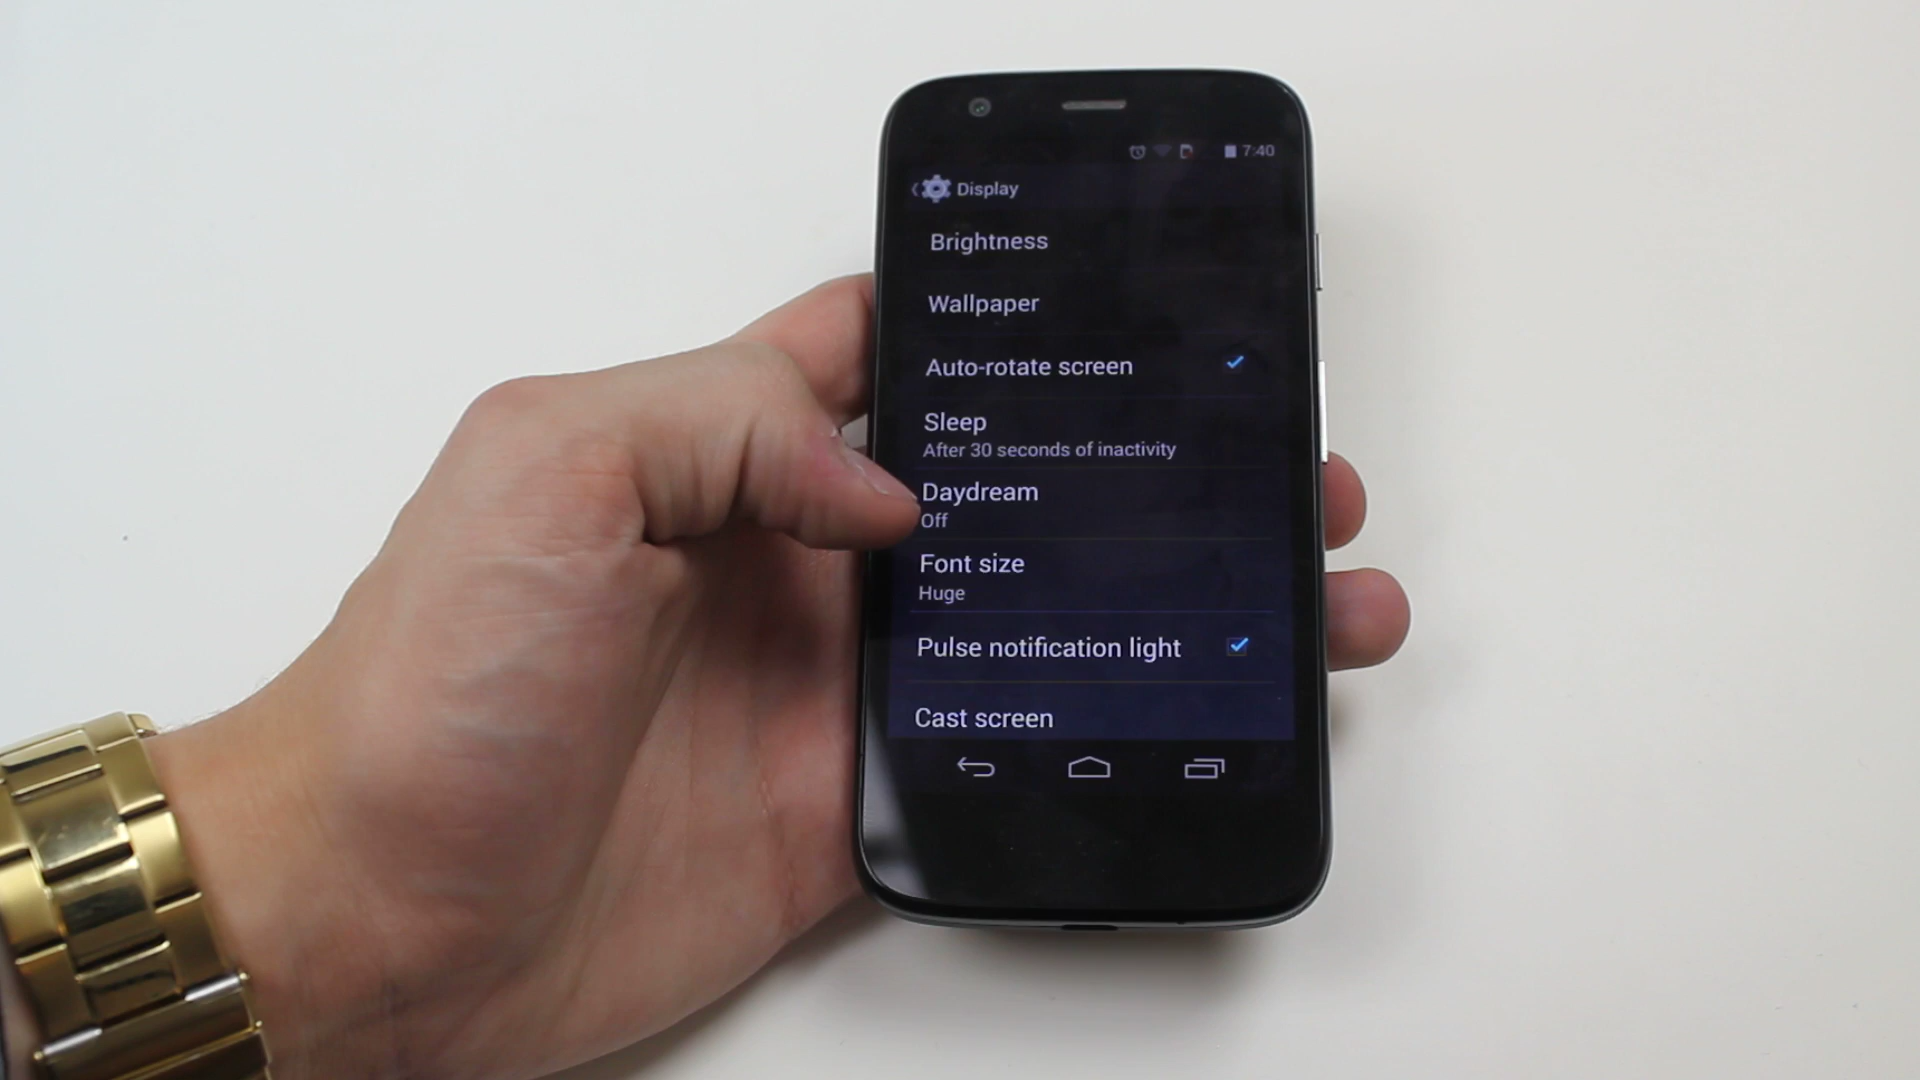 7:40
Display
Brightness
Wallpaper
Auto-rotate screen
Sleep
After 30 seconds of inactivity
Daydream
Off
Font size
Huge
Pulse notification light
Cast screen